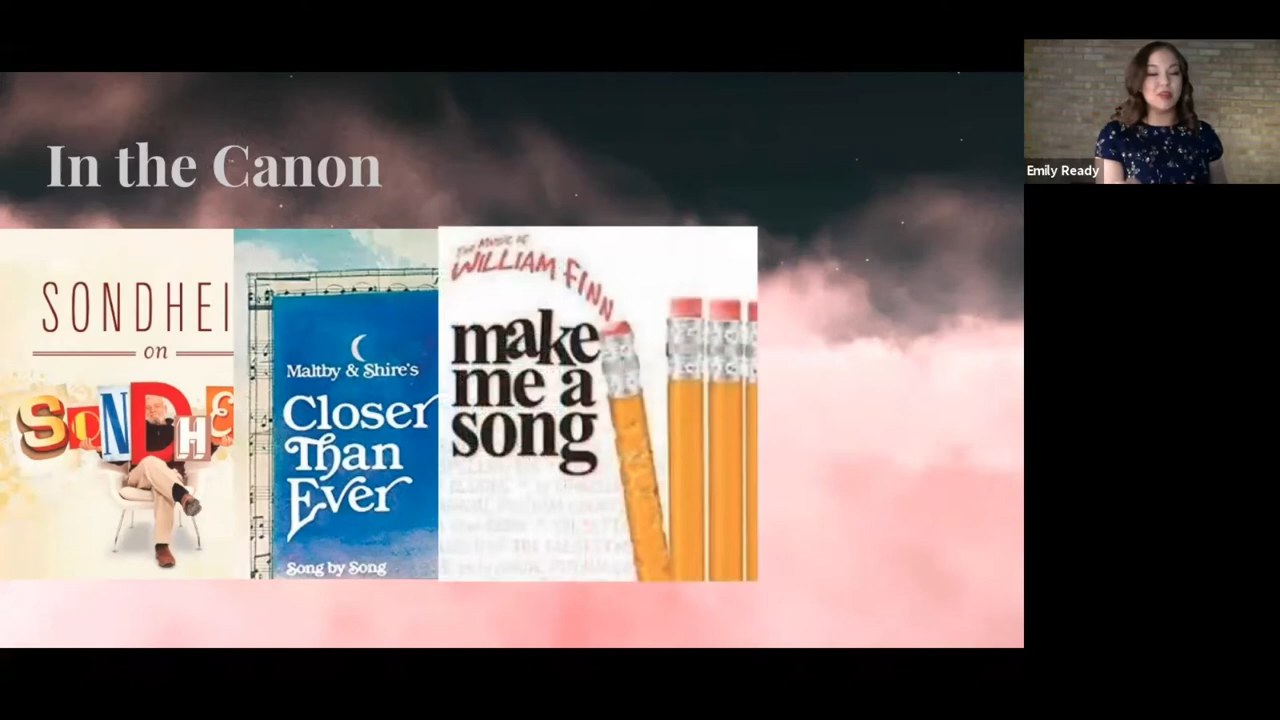 In the Canon
SONDHEI
on
SONDHE
Maltby & Shire's
Closer
Than
Ever
Song by Song
THE MUSIC OF
WILLIAM FINN
make
me a
song
Emily Ready